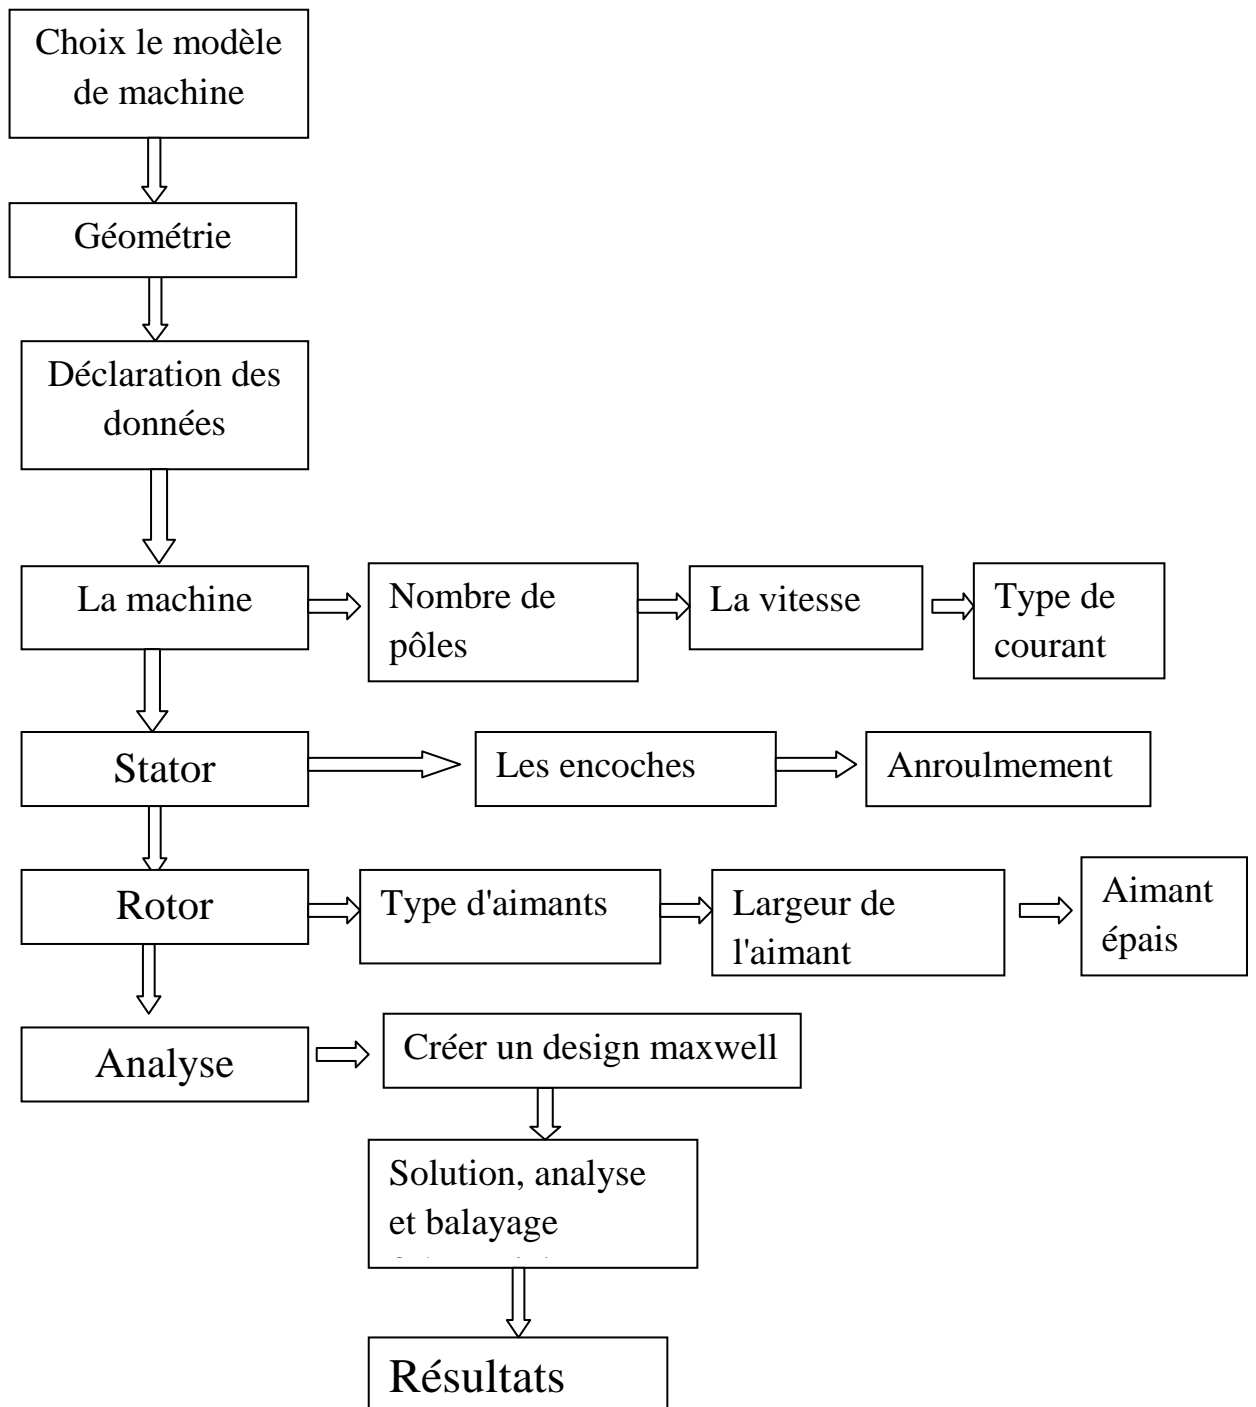 Choix le modèle
de machine
Géométrie
Déclaration des
données
La machine
Nombre de
pôles
La vitesse
Type de
courant
Stator
Les encoches
Anroulmement
Rotor
Type d'aimants
Largeur de
l'aimant
Aimant
épais
Analyse
Créer un design maxwell
Solution, analyse
et balayage
Résultats